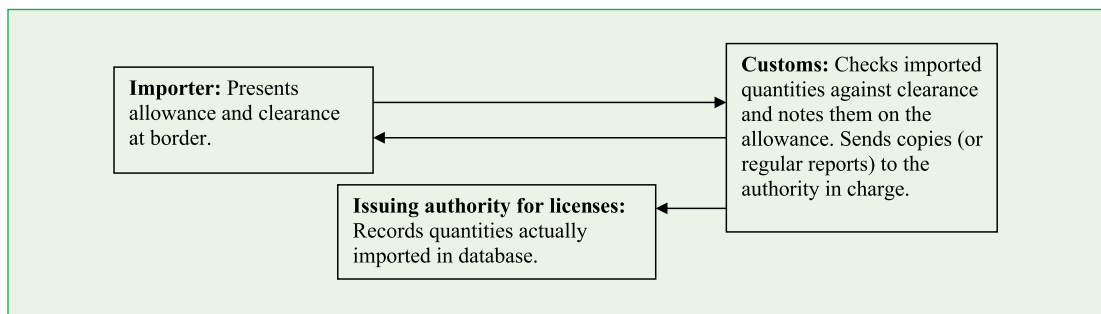 Importer: Presents
allowance and clearance
at border.
Customs: Checks imported
quantities against clearance
and notes them on the
allowance. Sends copies (or
regular reports) to the
authority in charge.
Issuing authority for licenses:
Records quantities actually
imported in database.